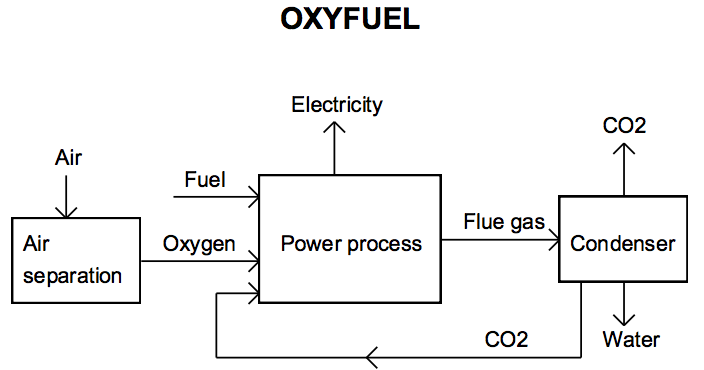 OXYFUEL
Electricity
CO2
Air
Fuel
Flue gas
Air
separation
Oxygen
Power process
Condenser
CO2
Water